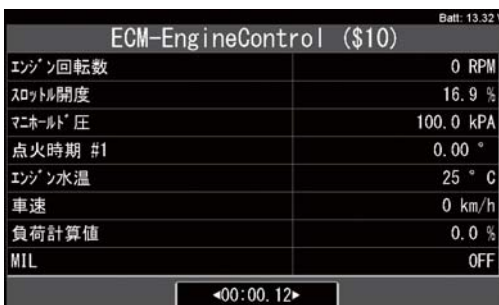 Batt: 13.32 V
ECM-EngineControl ($10)
ｴﾝｼﾞﾝ回転数 0 RPM
ｽﾛｯﾄﾙ開度 16.9 %
ﾏﾆﾎｰﾙﾄﾞ圧 100.0 kPA
点火時期 #1 0.00 °
ｴﾝｼﾞﾝ水温 25 ° C
車速 0 km/h
負荷計算値 0.0 %
MIL OFF
◂00:00.12▸